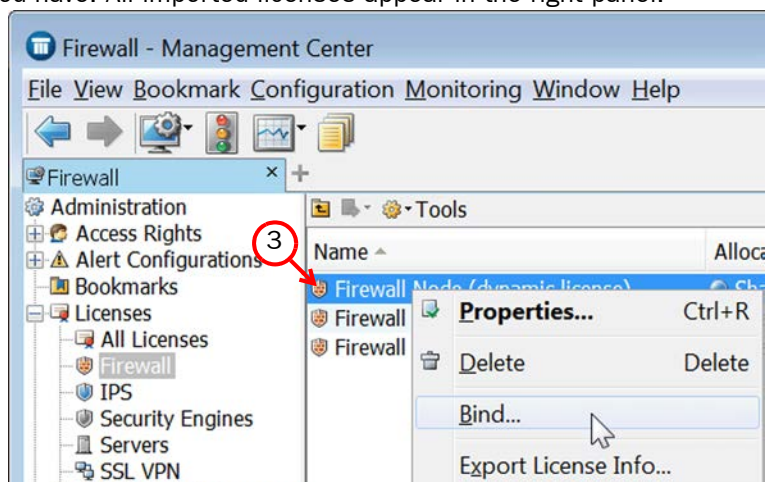 you have. All imported licenses appear in the right panel.
Firewall - Management Center
File View Bookmark Configuration Monitoring Window Help
Firewall
Administration
Access Rights
Alert Configurations
Bookmarks
Licenses
All Licenses
Firewall
IPS
Security Engines
Servers
SSL VPN
Tools
Name
Alloca
3
Firewall Node (dynamic license)
Firewall
Firewall
Properties... Ctrl+R
Delete Delete
Bind...
Export License Info...